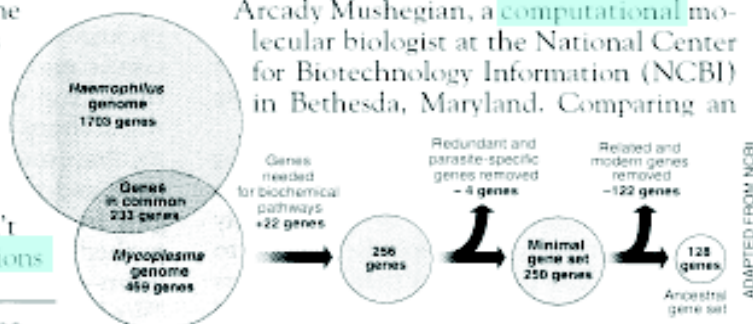 Arcady Mushegian, a computational mo-
lecular biologist at the National Center
for Biotechnology Information (NCBI)
in Bethesda, Maryland. Comparing an
't
ions
Haemophilus
genome
1703 genes
Genes
in common
233 genes
Mycoplasma
genome
469 genes
Genes
needed
for biochemical
pathways
+22 genes
256
genes
Redundant and
parasite-specific
genes removed
– 4 genes
Minimal
gene set
250 genes
Related and
modern genes
removed
–122 genes
128
genes
Ancestral
gene set
ADAPTED FROM NCBI